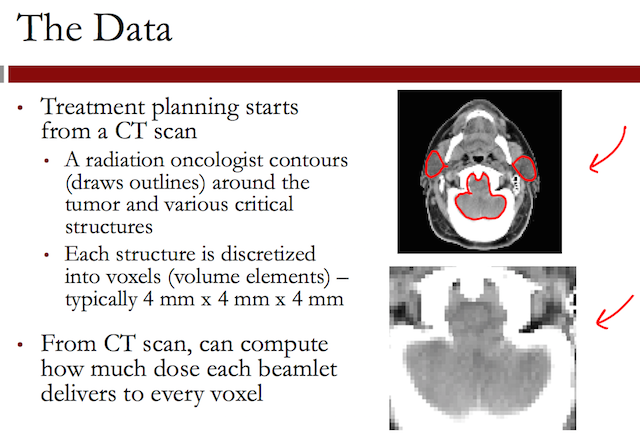 The Data
• Treatment planning starts
from a CT scan
• A radiation oncologist contours
(draws outlines) around the
tumor and various critical
structures
• Each structure is discretized
into voxels (volume elements) –
typically 4 mm x 4 mm x 4 mm
• From CT scan, can compute
how much dose each beamlet
delivers to every voxel